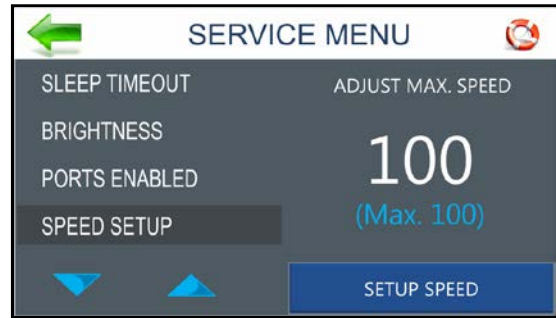 SERVICE MENU
SLEEP TIMEOUT
BRIGHTNESS
PORTS ENABLED
SPEED SETUP
ADJUST MAX. SPEED
100
(Max. 100)
SETUP SPEED